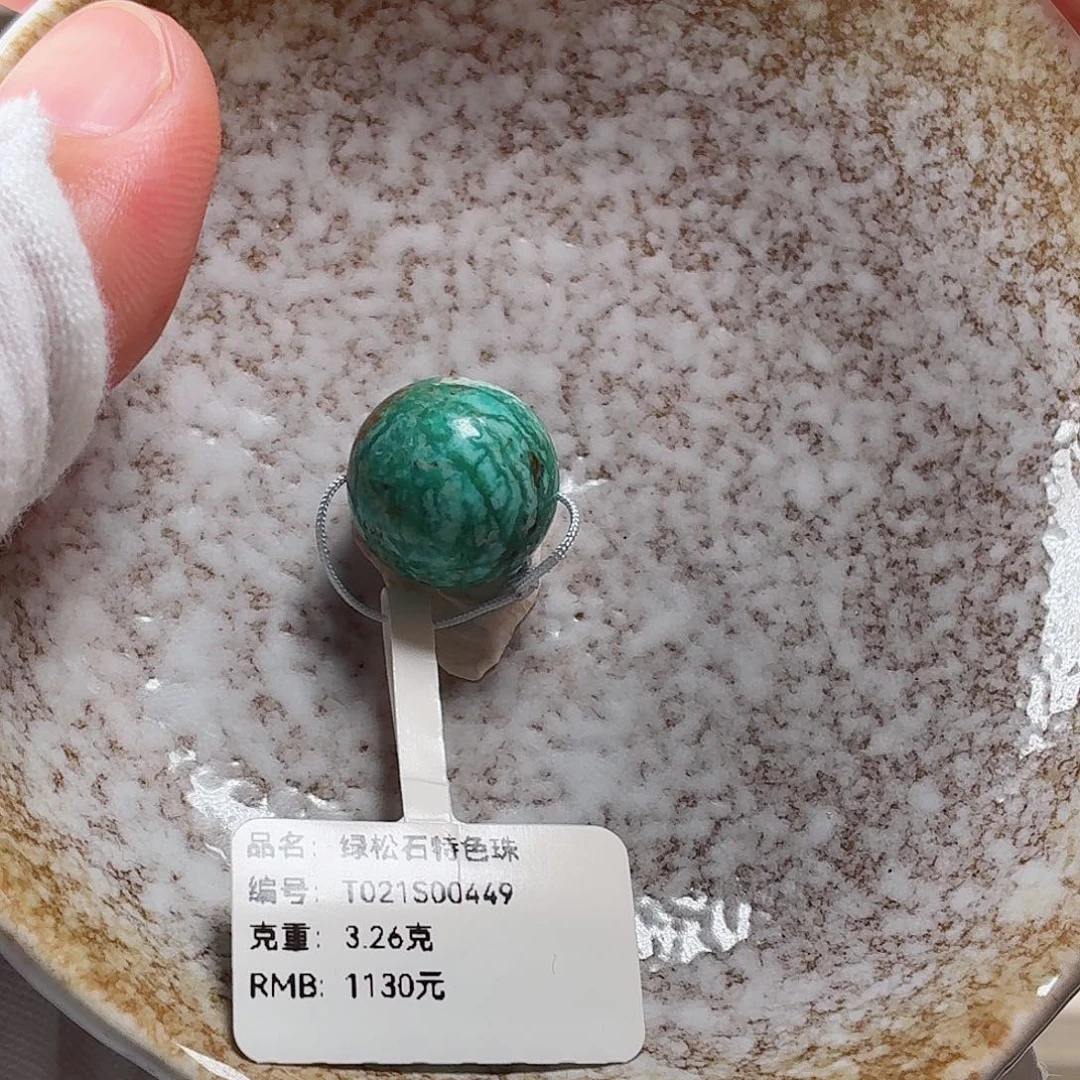 品名: 绿松石特色珠
编号: T021S00449
克重: 3.26克
RMB: 1130元